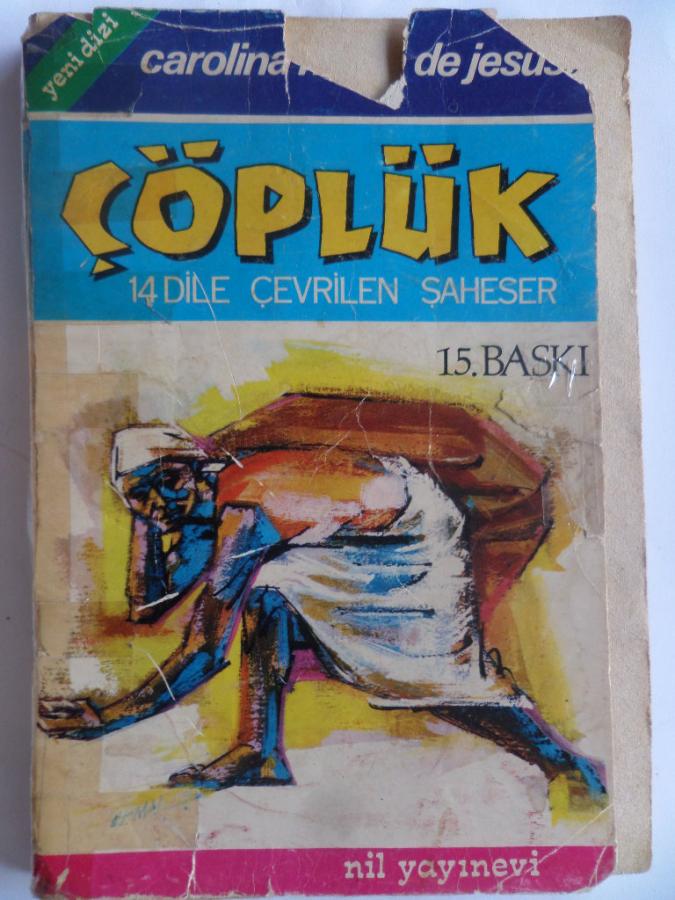 yeni dizi
carolina de jesus
ÇÖPLÜK
14 DİLE ÇEVRİLEN ŞAHESER
15. BASKI
nil yayınevi